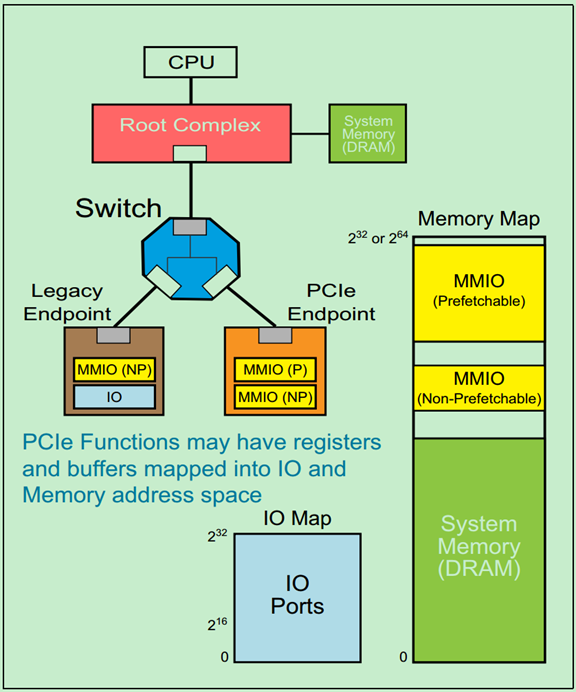 CPU
Root Complex
System
Memory
(DRAM)
Switch
Legacy
Endpoint
PCIe
Endpoint
MMIO (NP)
IO
MMIO (P)
MMIO (NP)
PCIe Functions may have registers
and buffers mapped into IO and
Memory address space
Memory Map
2³² or 2⁶⁴
MMIO
(Prefetchable)
MMIO
(Non-Prefetchable)
System
Memory
(DRAM)
0
IO Map
2³²
IO
Ports
2¹⁶
0